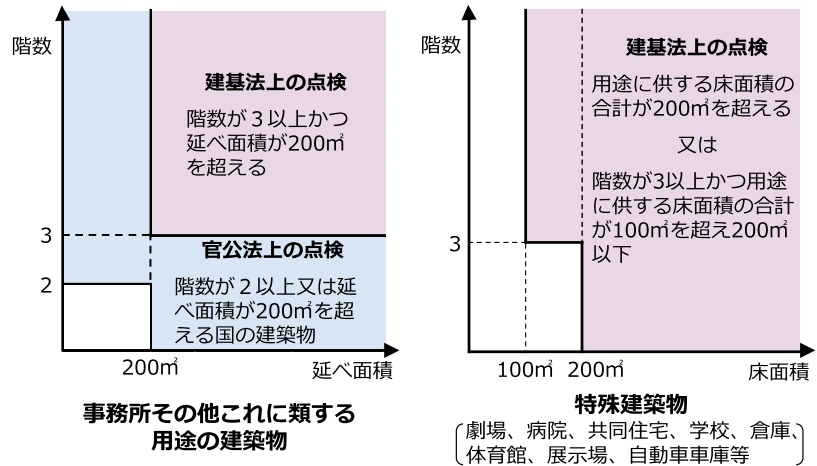 階数
建基法上の点検
階数が３以上かつ
延べ面積が200㎡
を超える
3
官公法上の点検
2
階数が２以上又は延
べ面積が200㎡を超
える国の建築物
200㎡
延べ面積
事務所その他これに類する
用途の建築物
階数
建基法上の点検
用途に供する床面積の
合計が200㎡を超える
又は
階数が3以上かつ用途
に供する床面積の合計
が100㎡を超え200㎡
以下
3
100㎡ 200㎡
床面積
特殊建築物
劇場、病院、共同住宅、学校、倉庫、
体育館、展示場、自動車車庫等